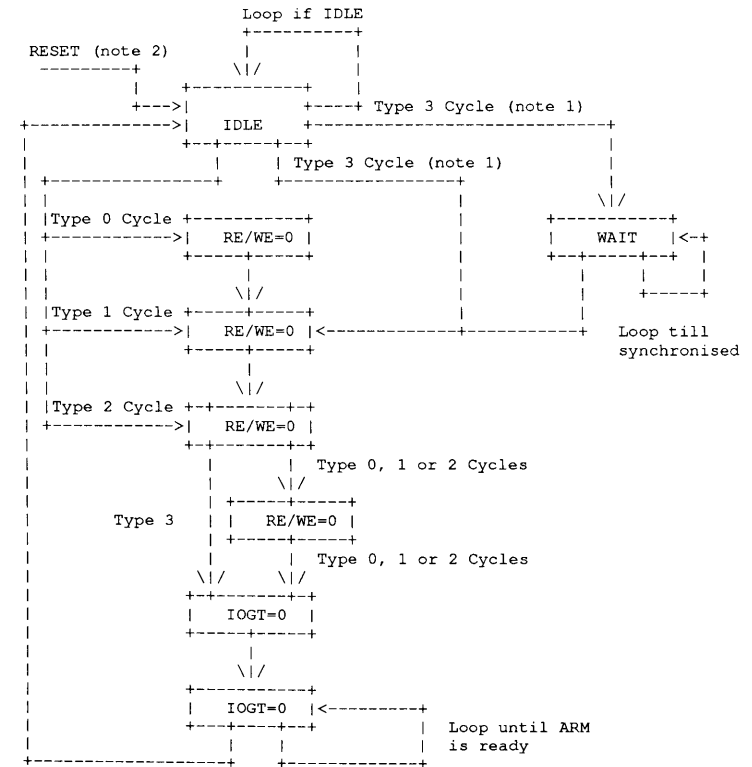 Loop if IDLE
RESET (note 2)
Type 3 Cycle (note 1)
IDLE
Type 3 Cycle (note 1)
Type 0 Cycle
RE/WE=0
WAIT
Type 1 Cycle
RE/WE=0
Loop till
synchronised
Type 2 Cycle
RE/WE=0
Type 0, 1 or 2 Cycles
Type 3
RE/WE=0
Type 0, 1 or 2 Cycles
IOGT=0
IOGT=0
Loop until ARM
is ready